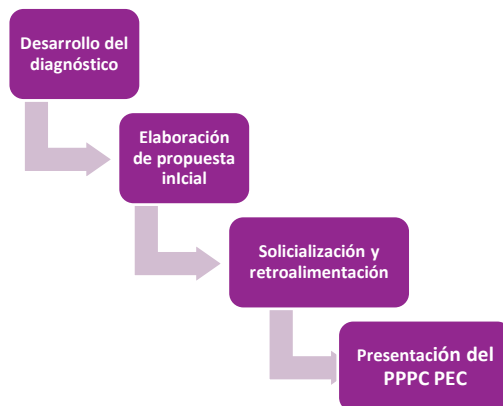 Desarrollo del
diagnóstico
Elaboración
de propuesta
inIcial
Solicialización y
retroalimentación
Presentación del
PPPC PEC